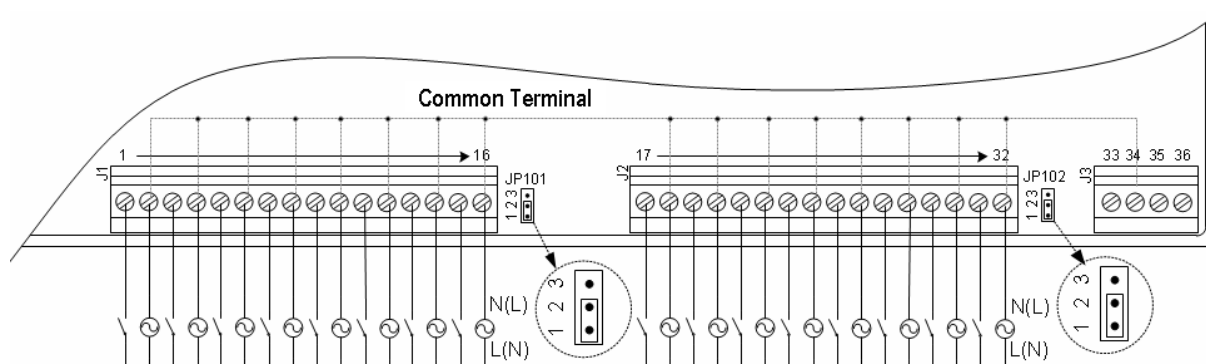 Common Terminal
1 16 17 32 33 34 35 36
J1 JP101 J2 JP102 J3
1 2 3 1 2 3
N(L) 1 2 3 N(L) 1 2 3
L(N) L(N)